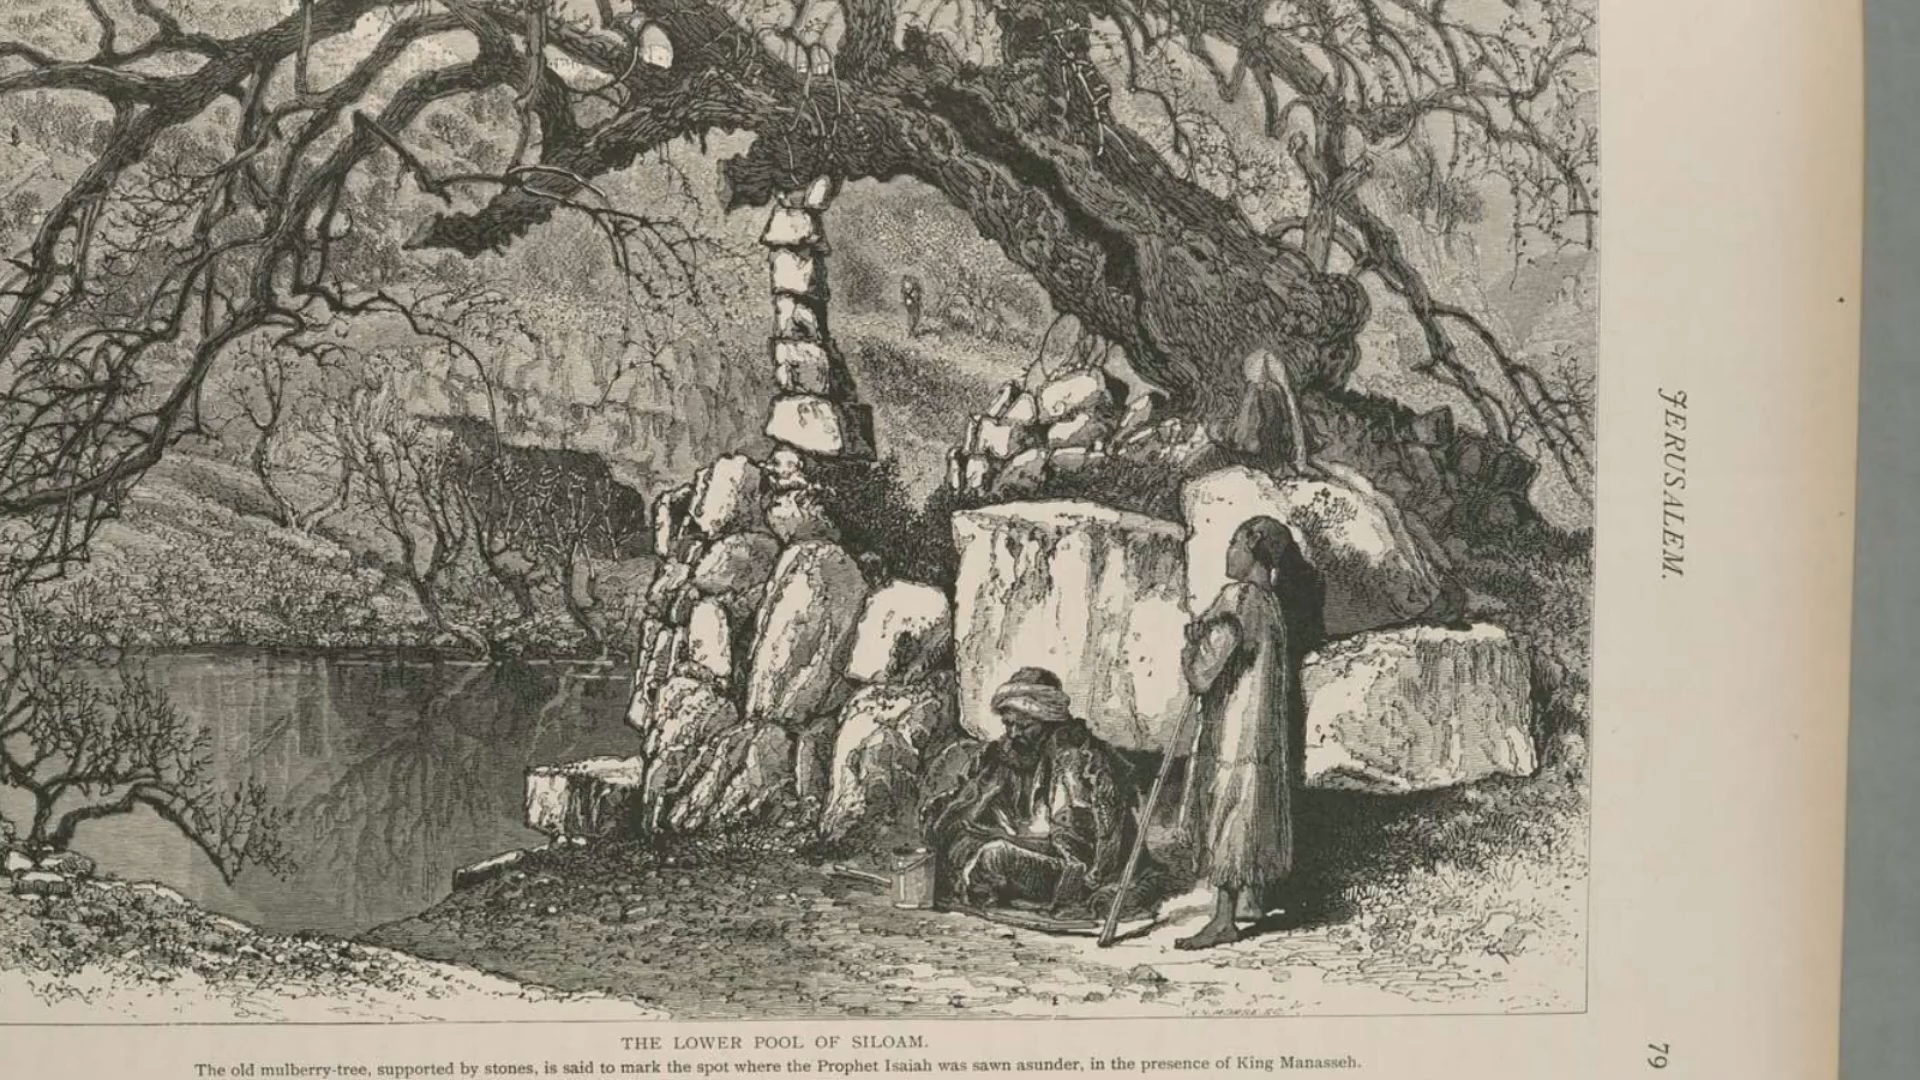 JERUSALEM.
THE LOWER POOL OF SILOAM.
The old mulberry-tree, supported by stones, is said to mark the spot where the Prophet Isaiah was sawn asunder, in the presence of King Manasseh.
79